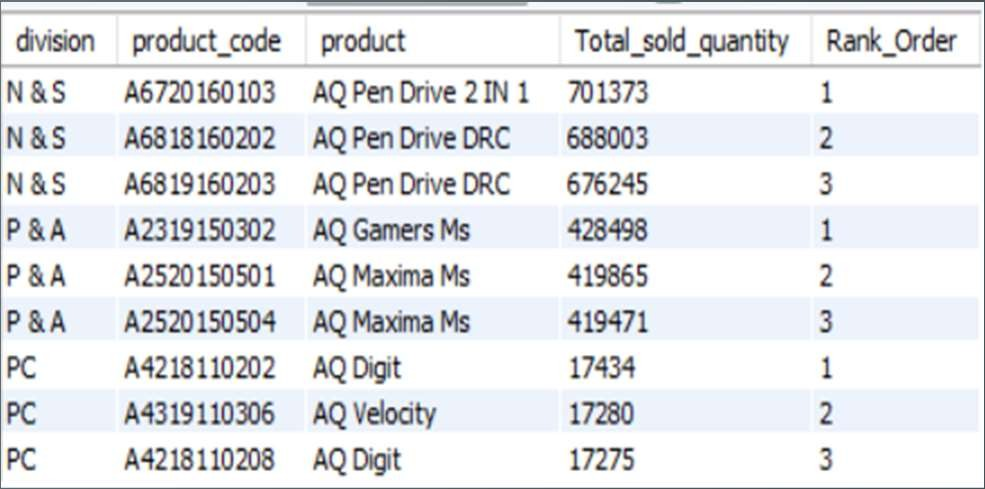 division product_code product Total_sold_quantity Rank_Order
N & S A6720160103 AQ Pen Drive 2 IN 1 701373 1
N & S A6818160202 AQ Pen Drive DRC 688003 2
N & S A6819160203 AQ Pen Drive DRC 676245 3
P & A A2319150302 AQ Gamers Ms 428498 1
P & A A2520150501 AQ Maxima Ms 419865 2
P & A A2520150504 AQ Maxima Ms 419471 3
PC A4218110202 AQ Digit 17434 1
PC A4319110306 AQ Velocity 17280 2
PC A4218110208 AQ Digit 17275 3